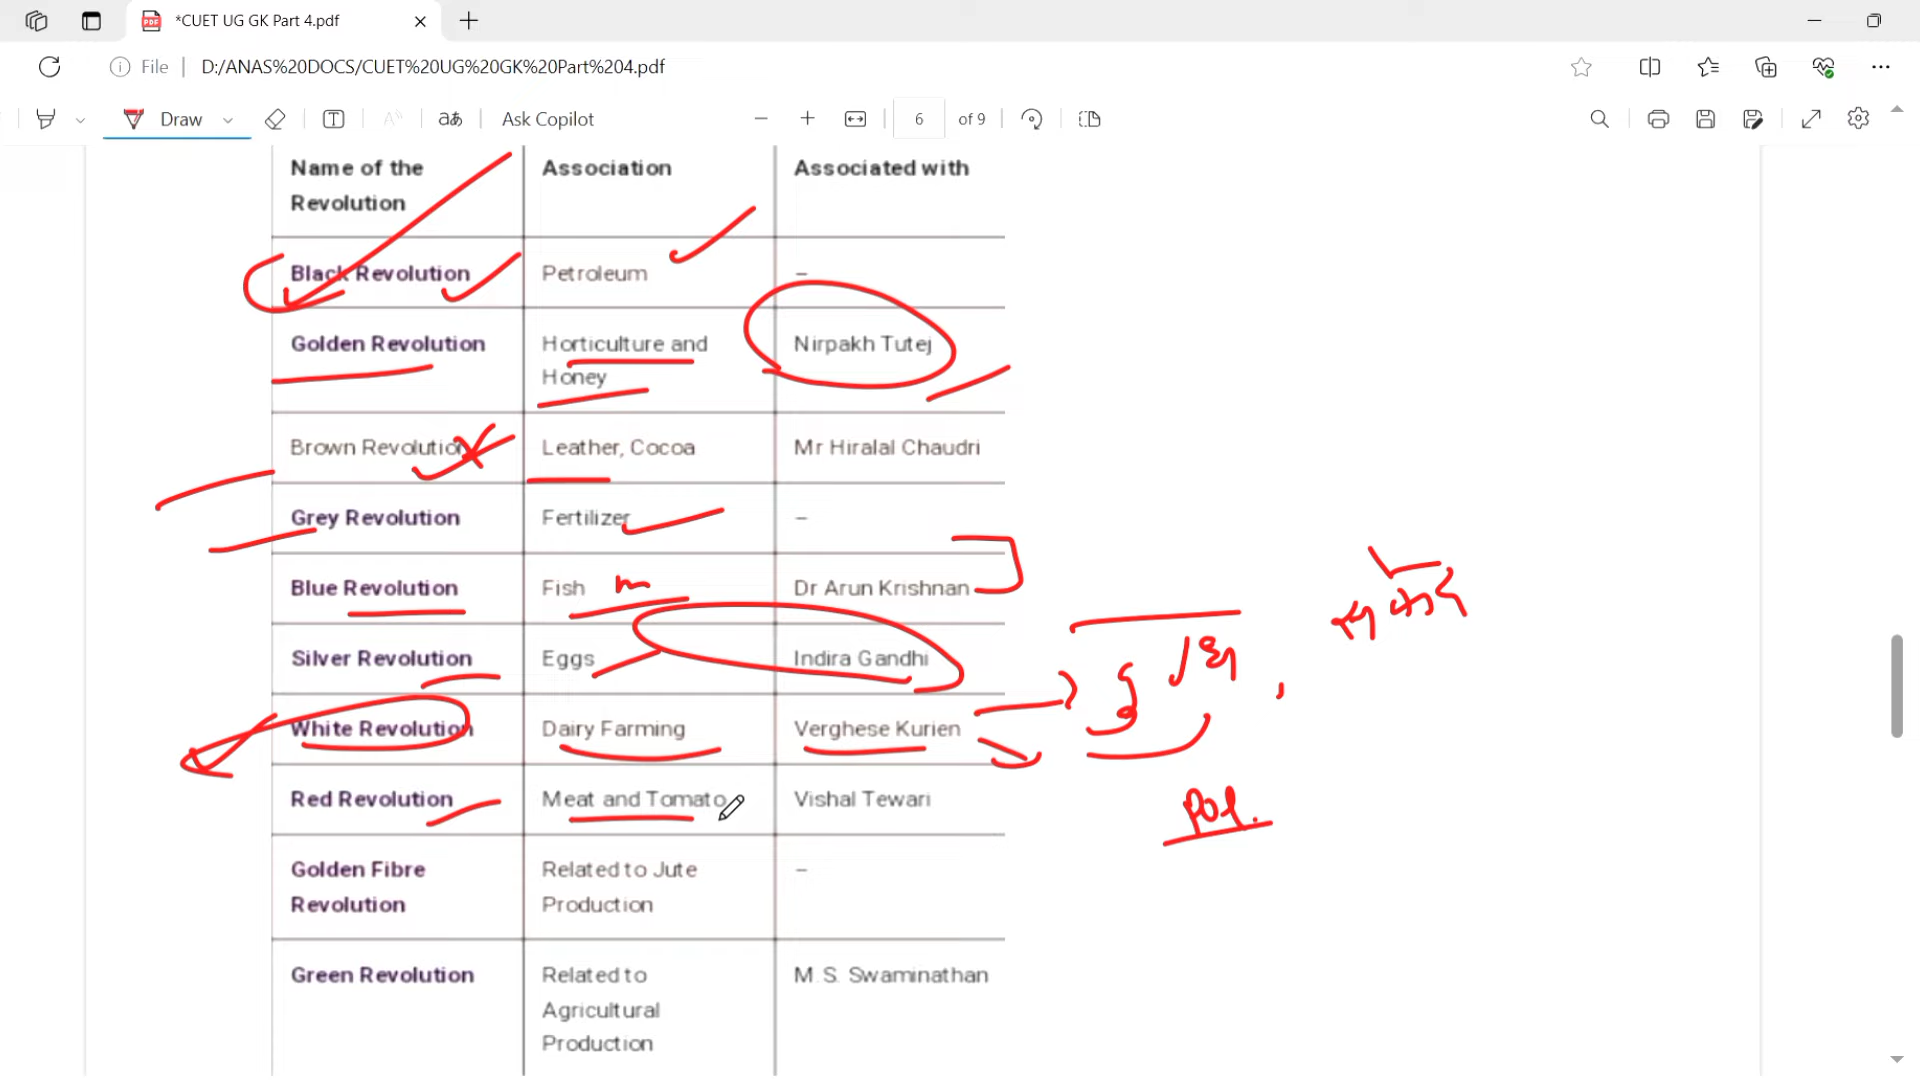 *CUET UG GK Part 4.pdf
File D:/ANAS%20DOCS/CUET%20UG%20GK%20Part%204.pdf
Draw Ask Copilot 6 of 9
Name of the Revolution Association Associated with
Black Revolution Petroleum –
Golden Revolution Horticulture and Honey Nirpakh Tutej
Brown Revolution Leather, Cocoa Mr Hiralal Chaudri
Grey Revolution Fertilizer –
Blue Revolution Fish Dr Arun Krishnan
Silver Revolution Eggs Indira Gandhi
White Revolution Dairy Farming Verghese Kurien
Red Revolution Meat and Tomato Vishal Tewari
Golden Fibre Revolution Related to Jute Production –
Green Revolution Related to Agricultural Production M.S. Swaminathan